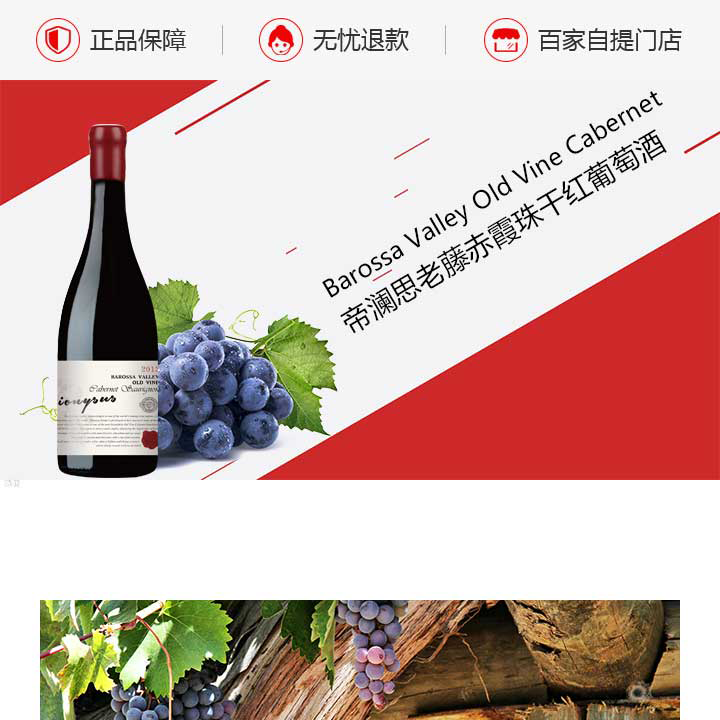 正品保障
无忧退款
百家自提门店
Barossa Valley Old Vine Cabernet
帝澜思老藤赤霞珠干红葡萄酒
2012
BAROSSA VALLEY
OLD VINE
Cabernet Sauvignon
ionysus